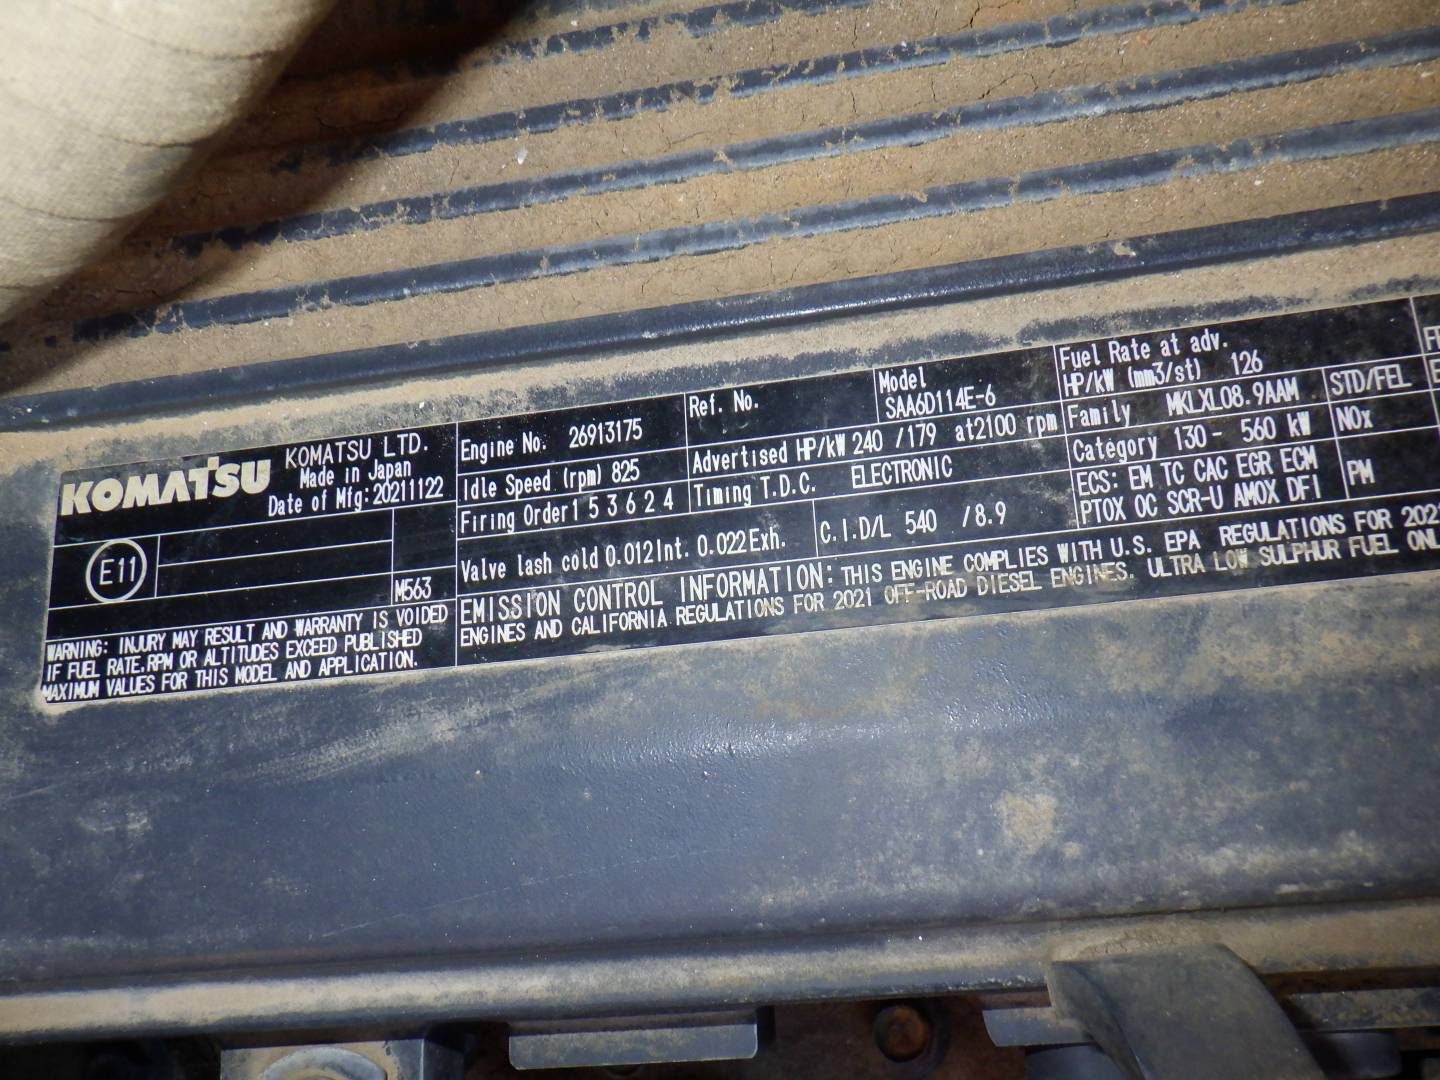 KOMATSU KOMATSU LTD.
Made in Japan
Date of Mfg:20211122
E11
M563
WARNING: INJURY MAY RESULT AND WARRANTY IS VOIDED
IF FUEL RATE,RPM OR ALTITUDES EXCEED PUBLISHED
MAXIMUM VALUES FOR THIS MODEL AND APPLICATION.
Engine No. 26913175
Ref. No.
Model
SAA6D114E-6
Fuel Rate at adv.
HP/kW (mm3/st) 126
Idle Speed (rpm) 825
Advertised HP/kW 240 /179 at2100 rpm
Family MKLXL08.9AAM
STD/FEL
Firing Order1 5 3 6 2 4
Timing T.D.C. ELECTRONIC
Category 130- 560 kW
NOx
Valve lash cold 0.012Int. 0.022Exh.
C.I.D/L 540 /8.9
ECS: EM TC CAC EGR ECM
PTOX OC SCR-U AMOX DFI
PM
EMISSION CONTROL INFORMATION: THIS ENGINE COMPLIES WITH U.S. EPA REGULATIONS FOR 2021
ENGINES AND CALIFORNIA REGULATIONS FOR 2021 OFF-ROAD DIESEL ENGINES. ULTRA LOW SULPHUR FUEL